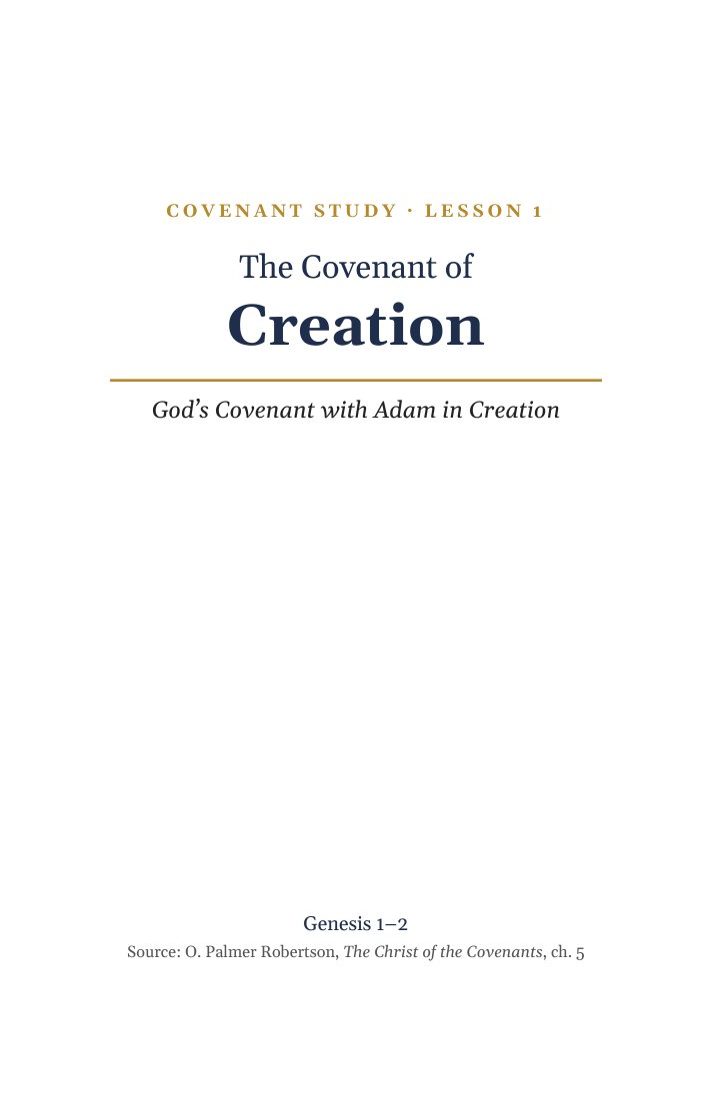 COVENANT STUDY · LESSON 1
The Covenant of
Creation
God’s Covenant with Adam in Creation
Genesis 1–2
Source: O. Palmer Robertson, The Christ of the Covenants, ch. 5